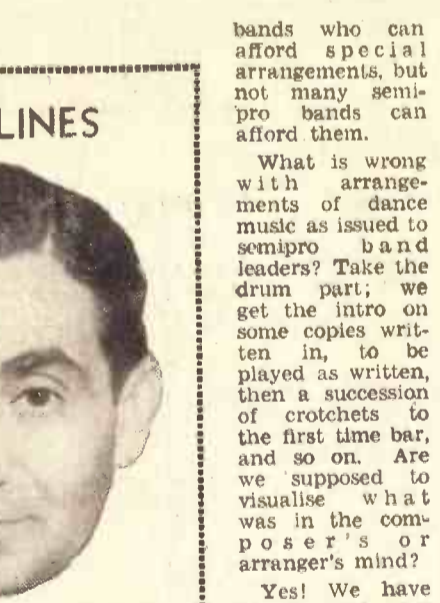 LINES
bands who can
afford special
arrangements, but
not many semi-
pro bands can
afford them.
What is wrong
with arrange-
ments of dance
music as issued to
semipro band
leaders? Take the
drum part; we
get the intro on
some copies writ-
ten in, to be
played as written,
then a succession
of crotchets to
the first time bar,
and so on. Are
we supposed to
visualise what
was in the com-
poser's or
arranger's mind?
Yes! We have